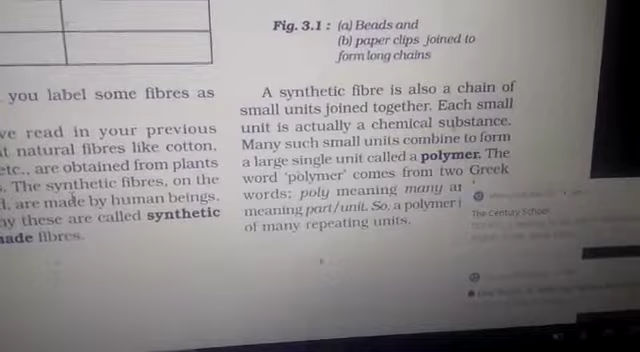 Fig. 3.1 : (a) Beads and
(b) paper clips joined to
form long chains
you label some fibres as
ve read in your previous
at natural fibres like cotton,
etc., are obtained from plants
. The synthetic fibres, on the
d, are made by human beings.
ay these are called synthetic
ade fibres.
A synthetic fibre is also a chain of
small units joined together. Each small
unit is actually a chemical substance.
Many such small units combine to form
a large single unit called a polymer. The
word 'polymer' comes from two Greek
words; poly meaning many a
meaning part/unit. So, a polymer i
of many repeating units.
The Century School